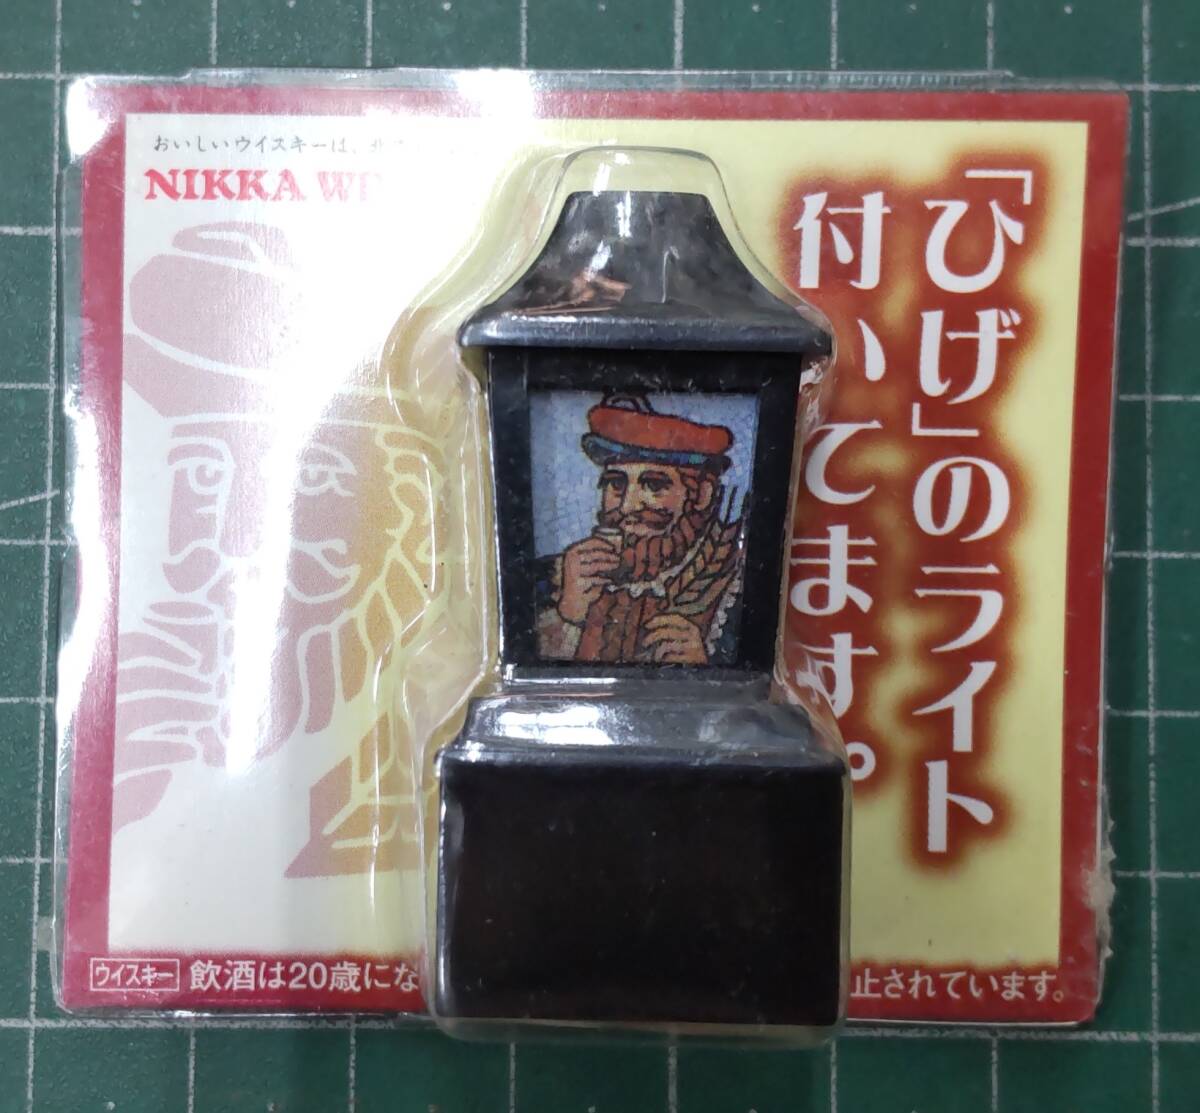 おいしいウイスキーは、北
NIKKA W
「ひげ」のライト
付いてます。
ウイスキー 飲酒は20歳にな
止されています。